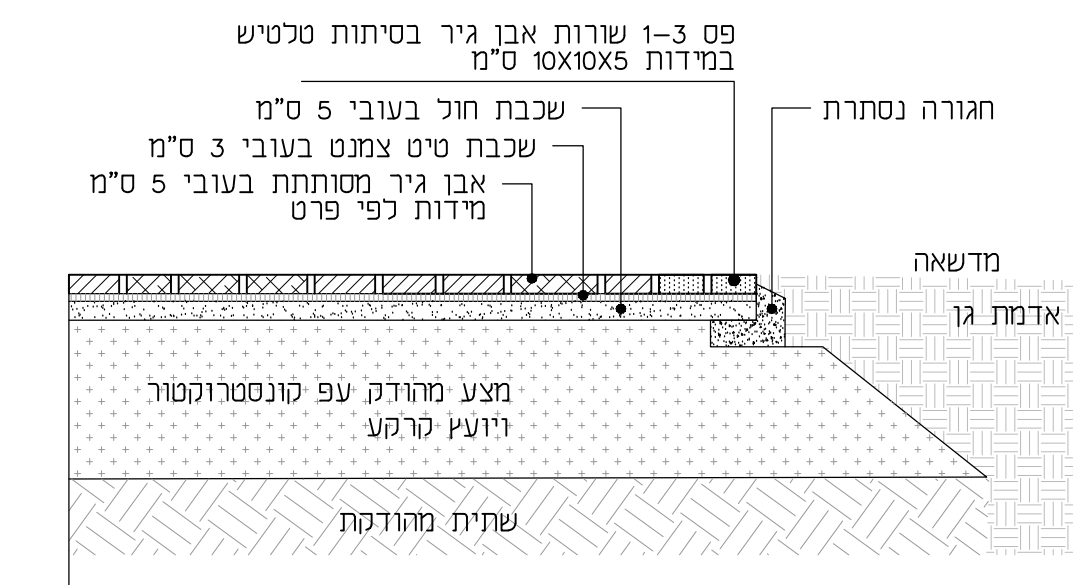 פס 1-3 שורות אבן גיר בסיתות טלטיש
במידות 10X10X5 ס"מ
שכבת חול בעובי 5 ס"מ
חגורה נסתרת
שכבת טיט צמנט בעובי 3 ס"מ
אבן גיר מסותתת בעובי 5 ס"מ
מידות לפי פרט
מדשאה
אדמת גן
מצע מהודק עפ קונסטרוקטור
ויועץ קרקע
שתית מהודקת